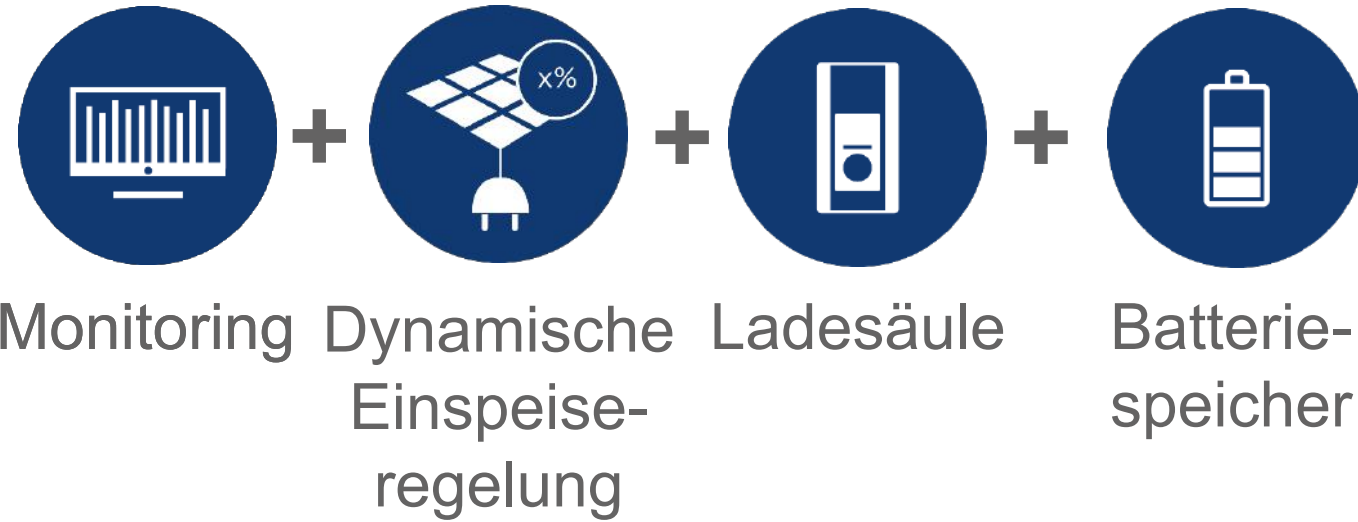 x%
Monitoring
Dynamische
Einspeise-
regelung
Ladesäule
Batterie-
speicher